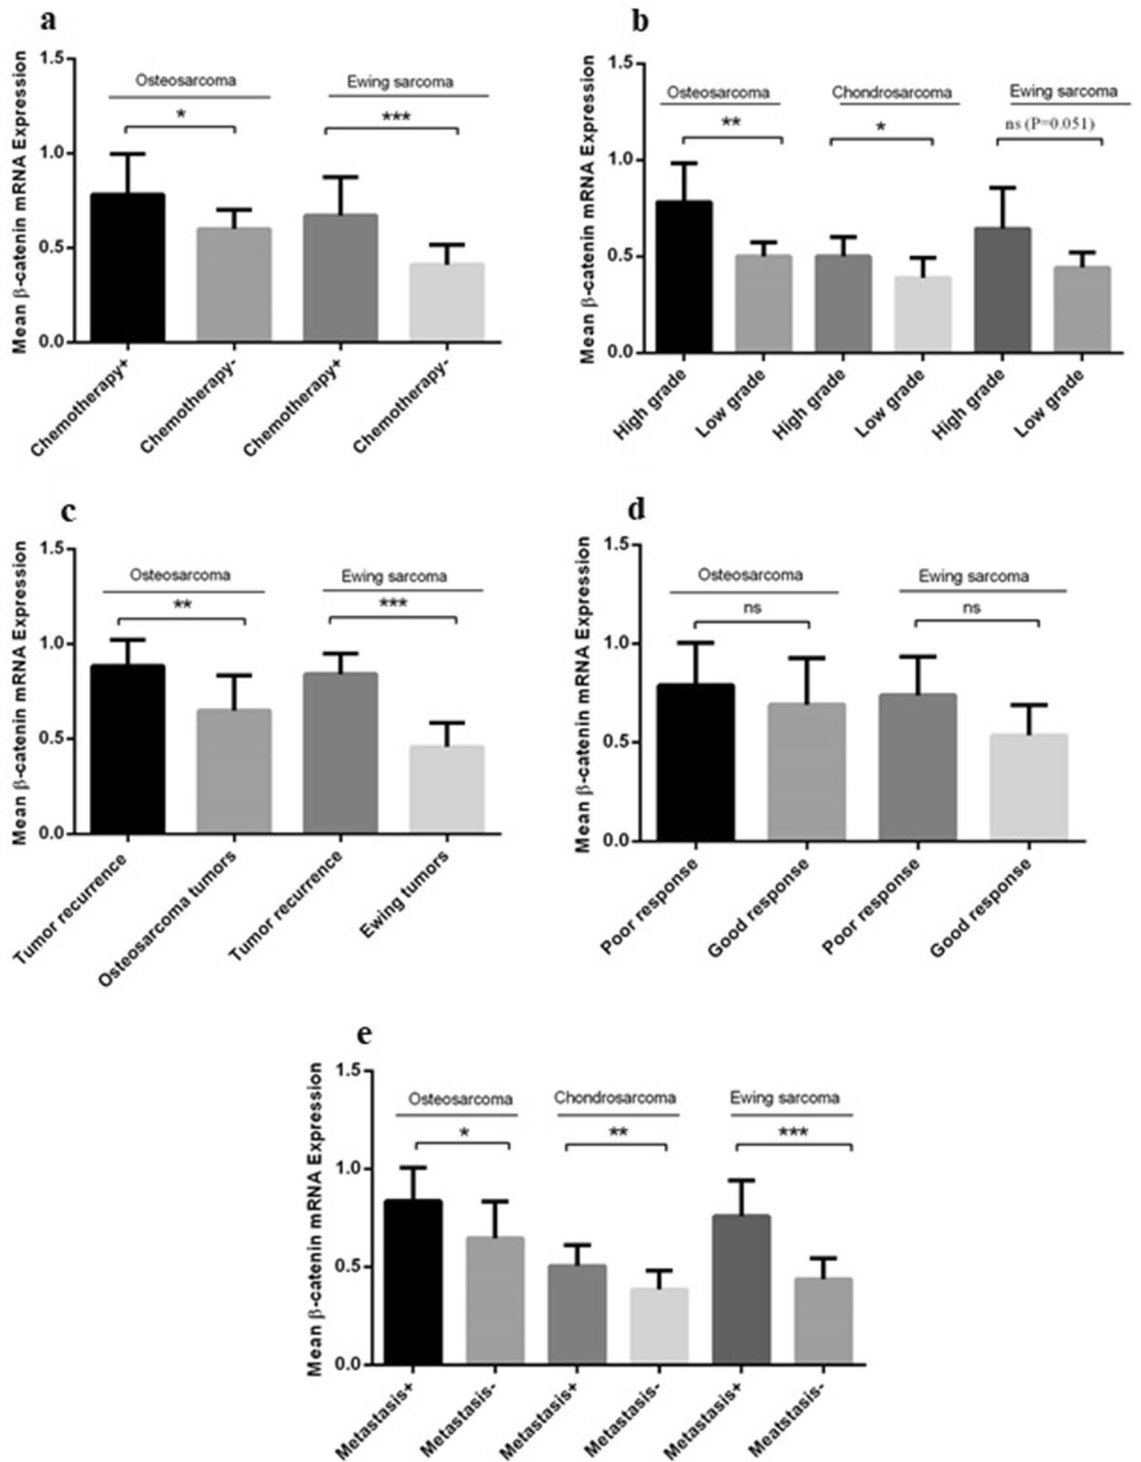 a
Mean β-catenin mRNA Expression
1.5
1.0
0.5
0.0
Osteosarcoma
Ewing sarcoma
*
***
Chemotherapy+
Chemotherapy-
Chemotherapy+
Chemotherapy-
b
Mean β-catenin mRNA Expression
1.5
1.0
0.5
0.0
Osteosarcoma
Chondrosarcoma
Ewing sarcoma
**
*
ns (P=0.051)
High grade
Low grade
High grade
Low grade
High grade
Low grade
c
Mean β-catenin mRNA Expression
1.5
1.0
0.5
0.0
Osteosarcoma
Ewing sarcoma
**
***
Tumor recurrence
Osteosarcoma tumors
Tumor recurrence
Ewing tumors
d
Mean β-catenin mRNA Expression
1.5
1.0
0.5
0.0
Osteosarcoma
Ewing sarcoma
ns
ns
Poor response
Good response
Poor response
Good response
e
Mean β-catenin mRNA Expression
1.5
1.0
0.5
0.0
Osteosarcoma
Chondrosarcoma
Ewing sarcoma
*
**
***
Metastasis+
Metastasis-
Metastasis+
Metastasis-
Metastasis+
Meatstasis-